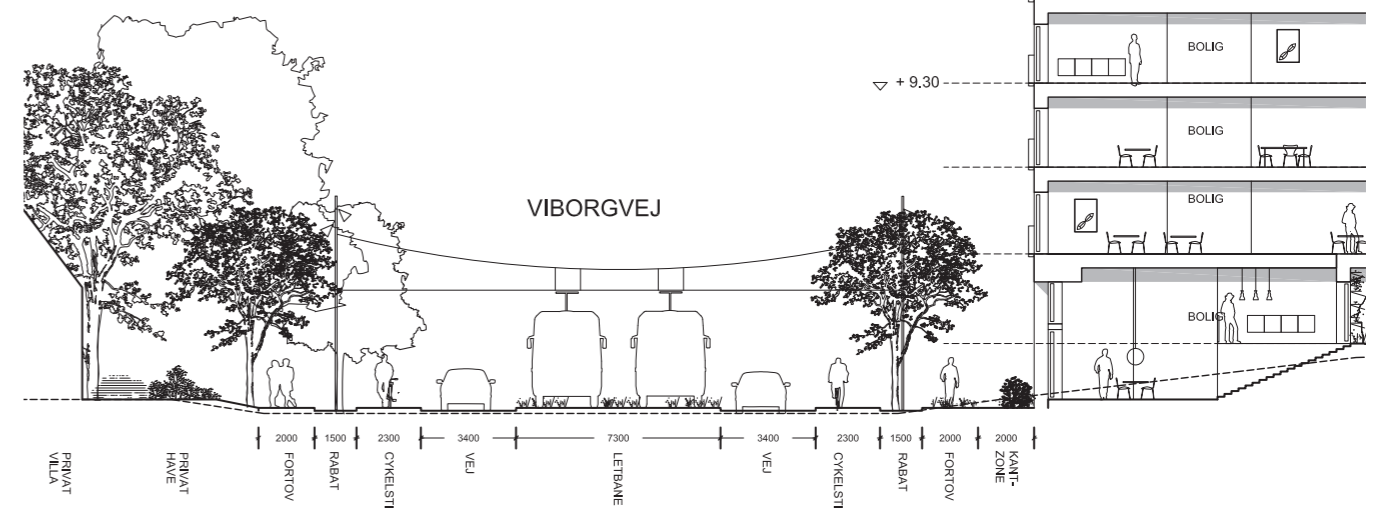 BOLIG
+ 9.30
BOLIG
VIBORGVEJ
BOLIG
BOLIG
2000
1500
2300
3400
7300
3400
2300
1500
2000
2000
PRIVAT
VILLA
PRIVAT
HAVE
FORTOV
RABAT
CYKELSTI
VEJ
LETBANE
VEJ
CYKELSTI
RABAT
FORTOV
KANT-
ZONE